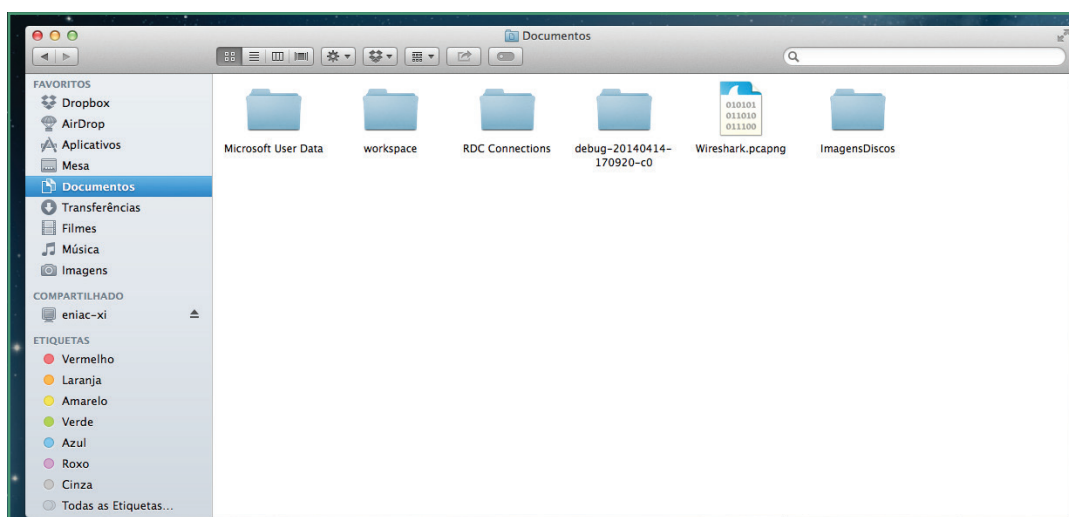 Documentos
FAVORITOS
Dropbox
AirDrop
Aplicativos
Mesa
Documentos
Transferências
Filmes
Música
Imagens
COMPARTILHADO
eniac-xi
ETIQUETAS
Vermelho
Laranja
Amarelo
Verde
Azul
Roxo
Cinza
Todas as Etiquetas...
010101
011010
011100
Microsoft User Data
workspace
RDC Connections
debug-20140414-
170920-c0
Wireshark.pcapng
ImagensDiscos